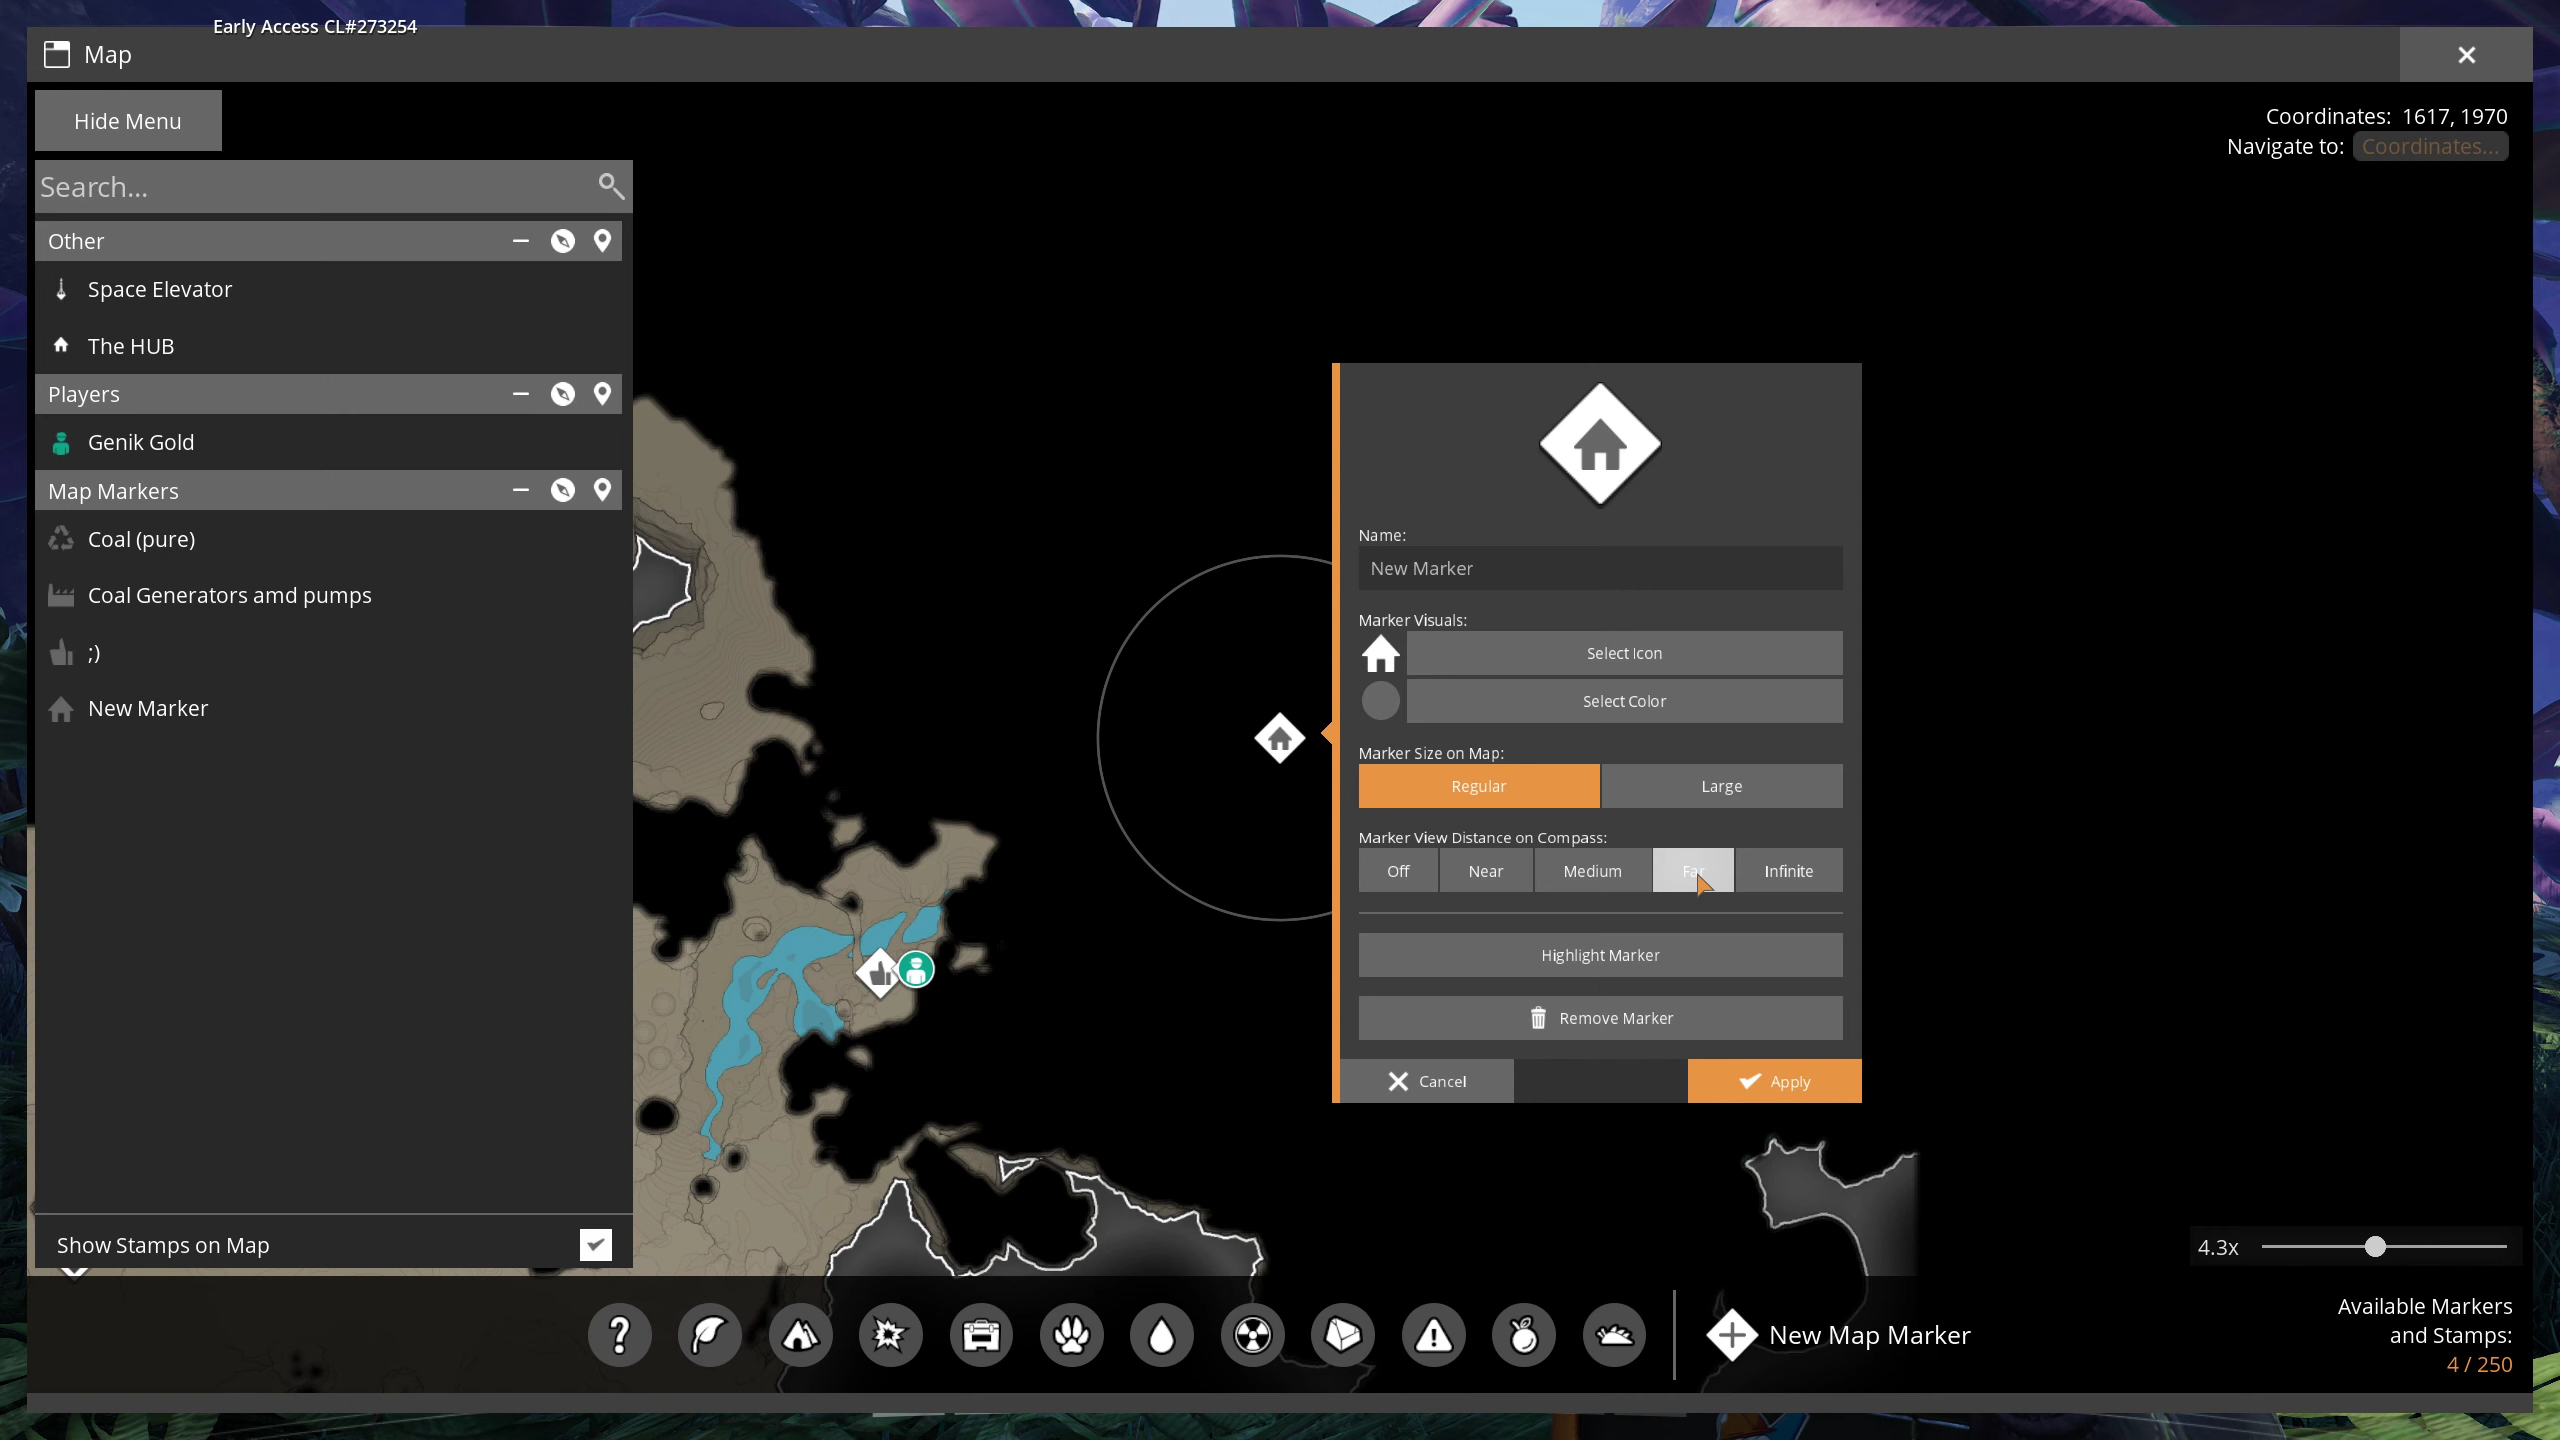 Early Access CL#273254
Map
Hide Menu
Coordinates: 1617, 1970
Navigate to: Coordinates...
Search...
Other
Space Elevator
The HUB
Players
Genik Gold
Map Markers
Coal (pure)
Coal Generators amd pumps
;)
New Marker
Show Stamps on Map
Name:
New Marker
Marker Visuals:
Select Icon
Select Color
Marker Size on Map:
Regular Large
Marker View Distance on Compass:
Off Near Medium Far Infinite
Highlight Marker
Remove Marker
Cancel Apply
4.3x
New Map Marker
Available Markers
and Stamps:
4 / 250